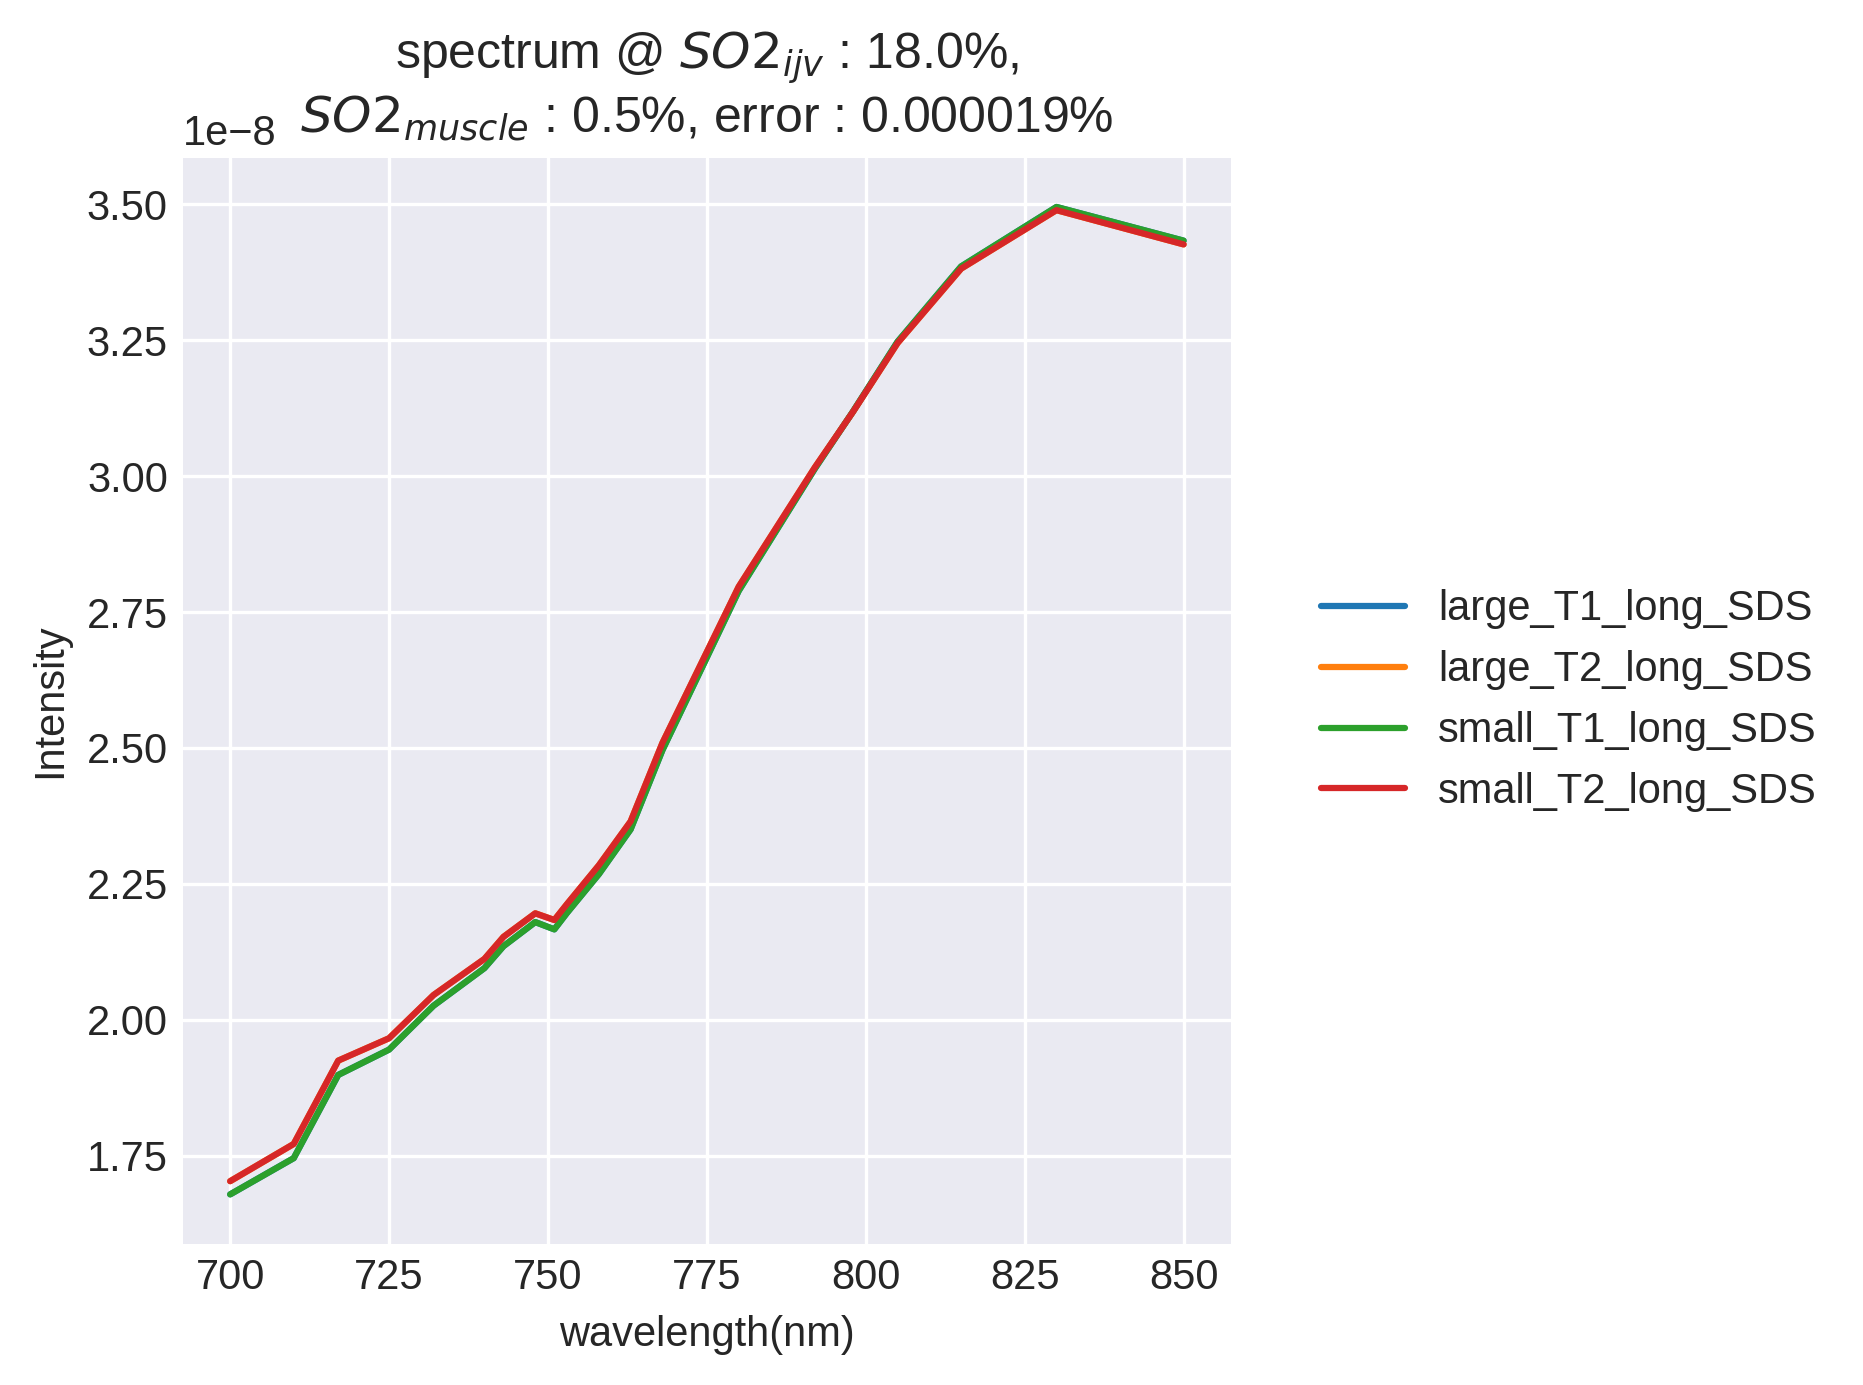 spectrum @ SO2ijv : 18.0%,
SO2muscle : 0.5%, error : 0.000019%
1e−8
3.50
3.25
3.00
2.75
2.50
2.25
2.00
1.75
Intensity
700 725 750 775 800 825 850
wavelength(nm)
large_T1_long_SDS
large_T2_long_SDS
small_T1_long_SDS
small_T2_long_SDS